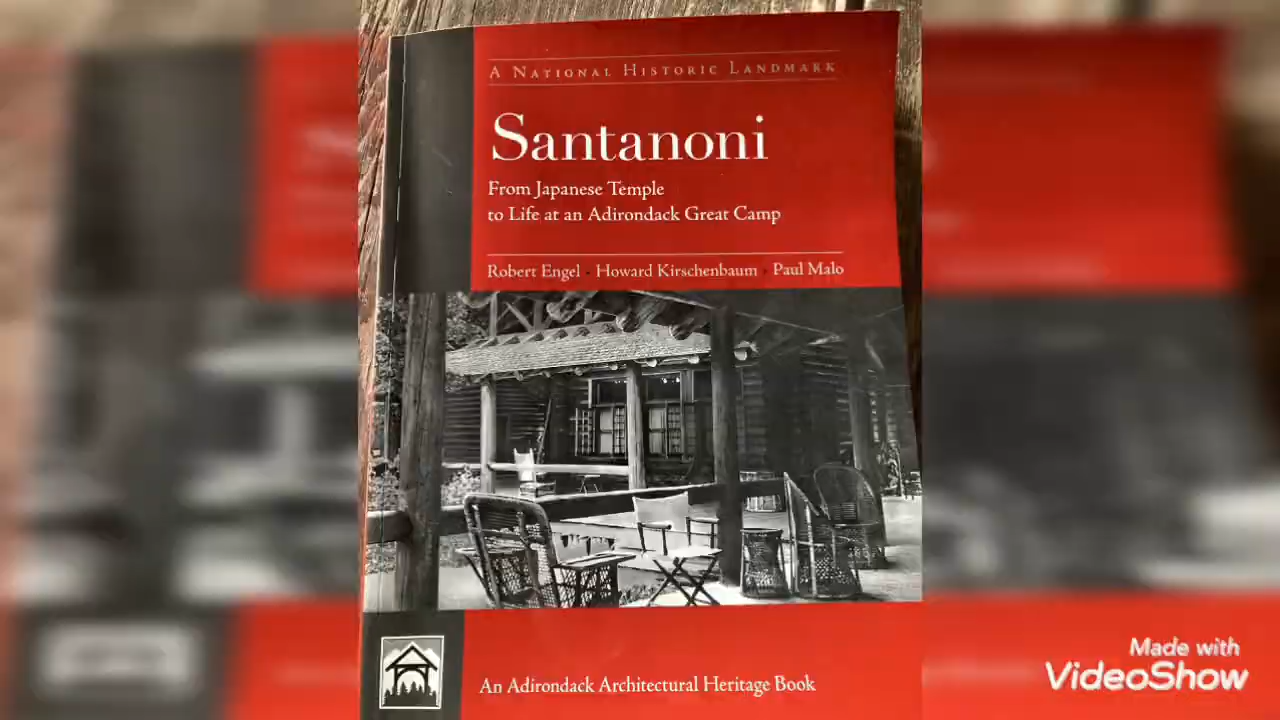 A National Historic Landmark
Santanoni
From Japanese Temple
to Life at an Adirondack Great Camp
Robert Engel · Howard Kirschenbaum · Paul Malo
An Adirondack Architectural Heritage Book
Made with
VideoShow